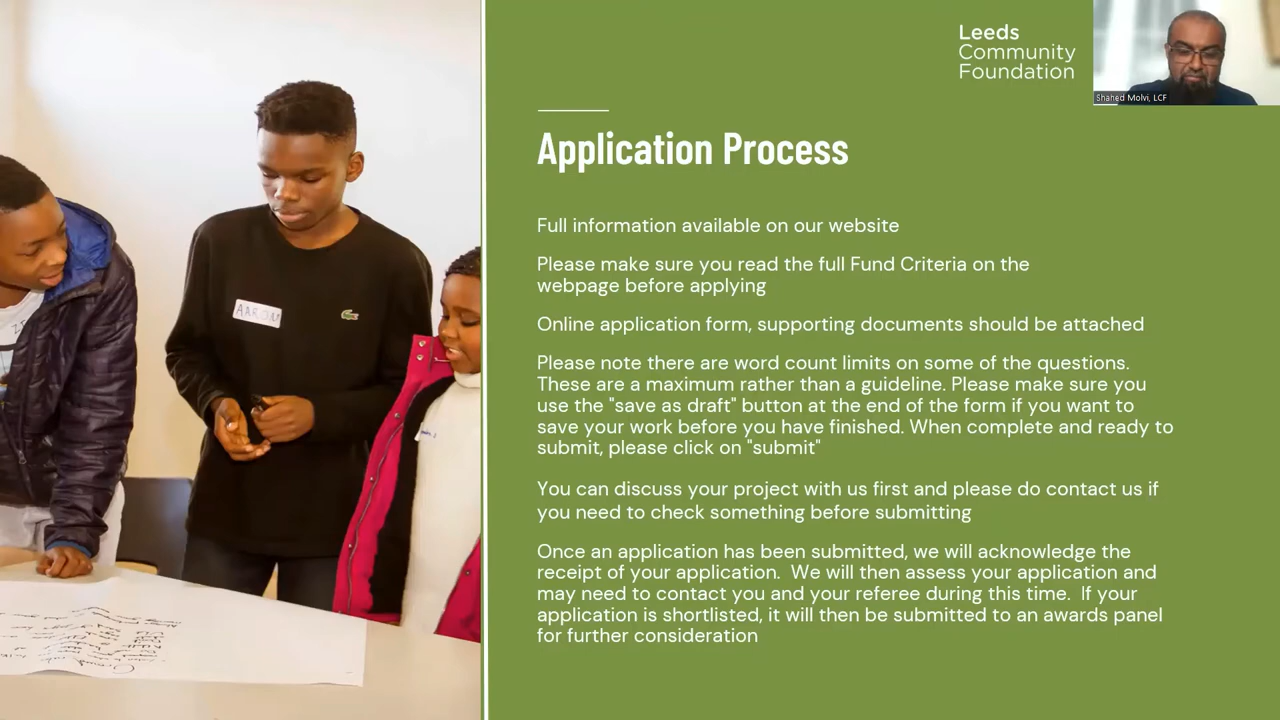 Leeds
Community
Foundation
Shahed Molvi, LCF
Application Process
Full information available on our website
Please make sure you read the full Fund Criteria on the
webpage before applying
Online application form, supporting documents should be attached
Please note there are word count limits on some of the questions.
These are a maximum rather than a guideline. Please make sure you
use the "save as draft" button at the end of the form if you want to
save your work before you have finished. When complete and ready to
submit, please click on "submit"
You can discuss your project with us first and please do contact us if
you need to check something before submitting
Once an application has been submitted, we will acknowledge the
receipt of your application.  We will then assess your application and
may need to contact you and your referee during this time.  If your
application is shortlisted, it will then be submitted to an awards panel
for further consideration
AARON